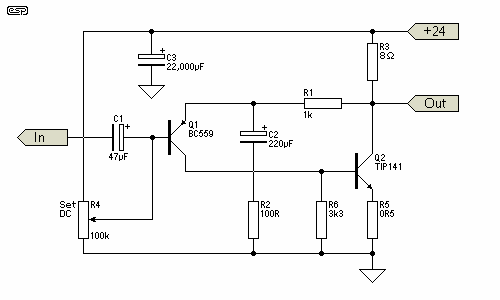 esp
+24
C3
22,000µF
R3
8Ω
R1
1k
Out
Q1
BC559
C1
47µF
In
C2
220µF
Q2
TIP141
Set
DC
R4
100k
R2
100R
R6
3k3
R5
0R5